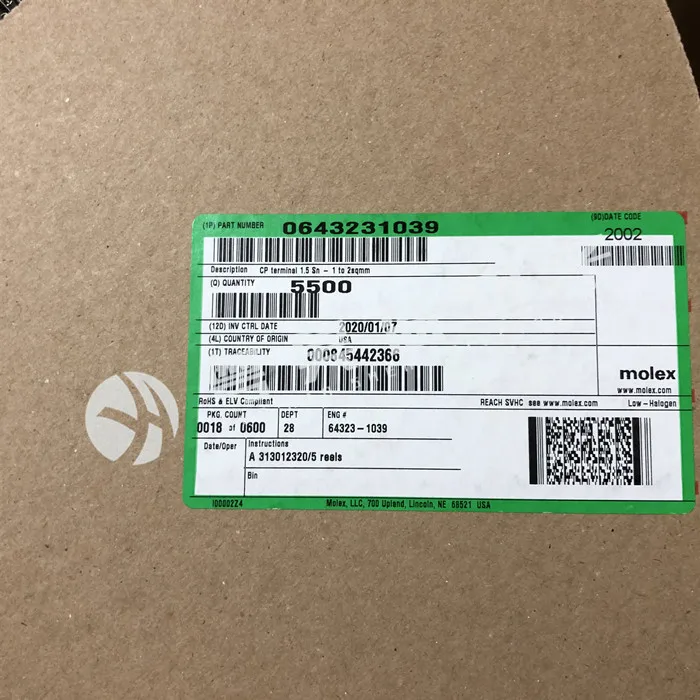 (1P) PART NUMBER 0643231039
(9D)DATE CODE
2002
Description CP terminal 1.5 Sn - 1 to 2sqmm
(Q) QUANTITY 5500
(12D) INV CTRL DATE 2020/01/07
(4L) COUNTRY OF ORIGIN USA
(1T) TRACEABILITY 000845442366
molex
www.molex.com
RoHS & ELV Compliant REACH SVHC see www.molex.com Low-Halogen
PKG. COUNT DEPT ENG #
0018 of 0600 28 64323-1039
Date/Oper Instructions
A 313012320/5 reels
Bin
Molex, LLC, 700 Upland, Lincoln, NE 68521 USA